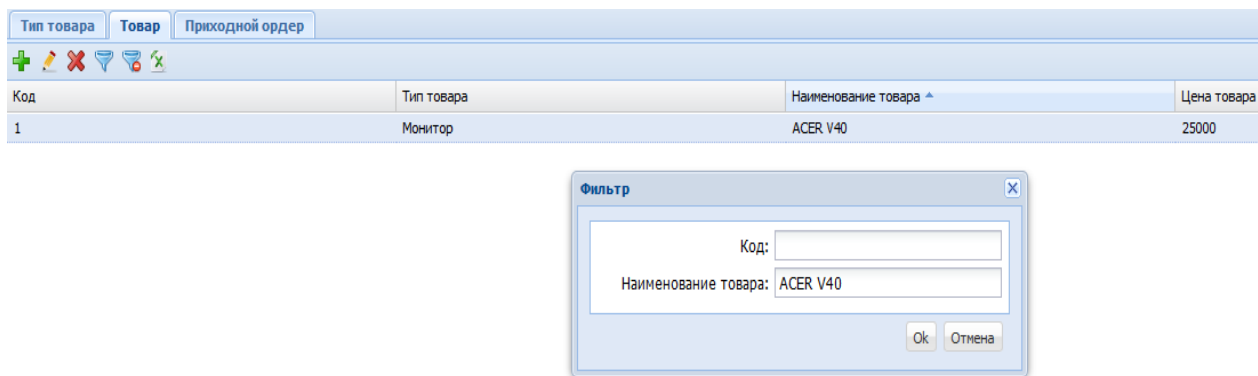 Тип товара Товар Приходной ордер
Код Тип товара Наименование товара Цена товара
1 Монитор ACER V40 25000
Фильтр
Код:
Наименование товара: ACER V40
Ok Отмена